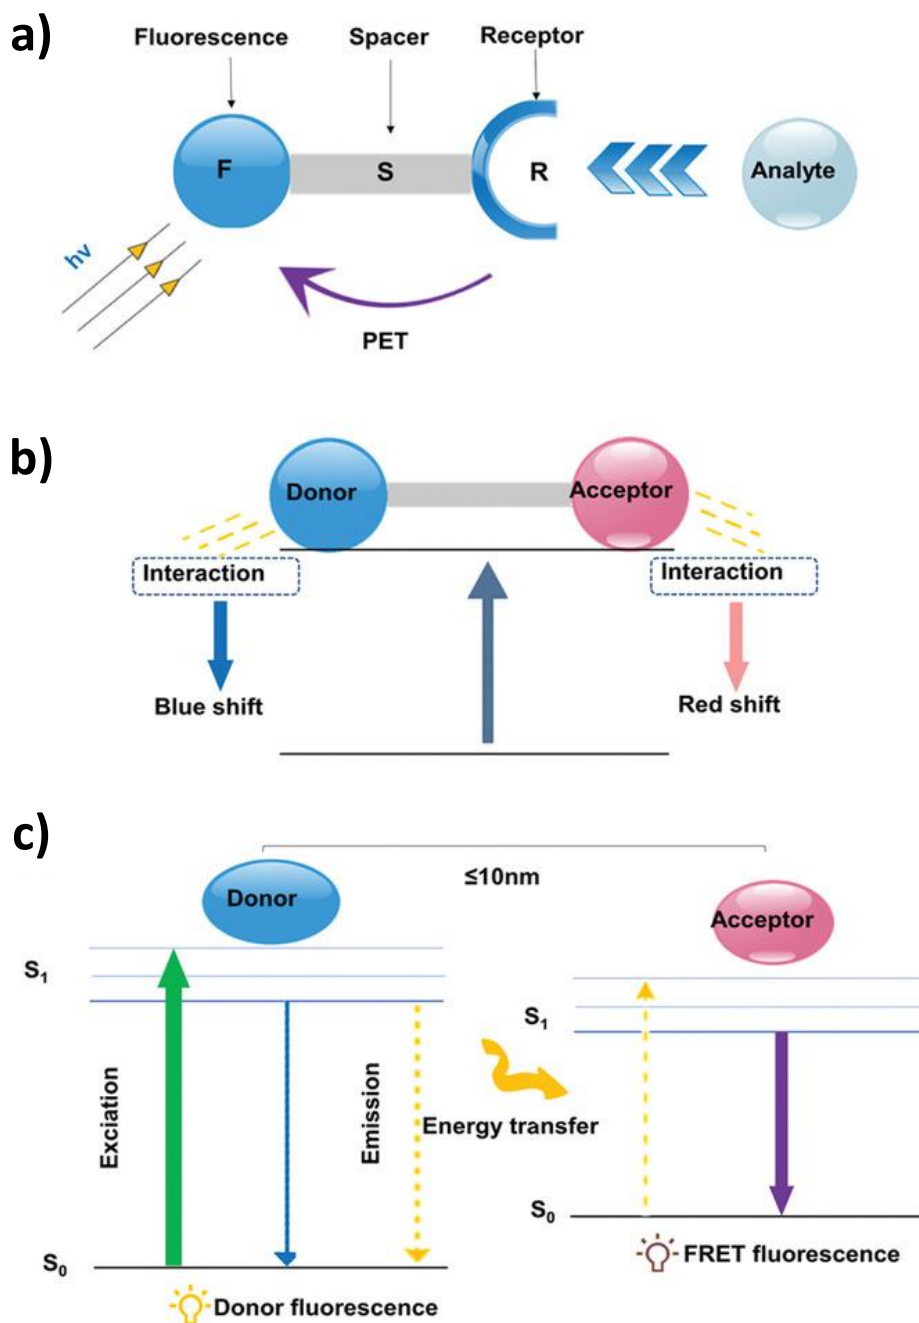 a)
Fluorescence Spacer Receptor
F S R Analyte
hv
PET
b)
Donor Acceptor
Interaction Interaction
Blue shift Red shift
c)
≤10nm
Donor Acceptor
S₁
S₁
Exciation Emission
Energy transfer
S₀
S₀
FRET fluorescence
Donor fluorescence